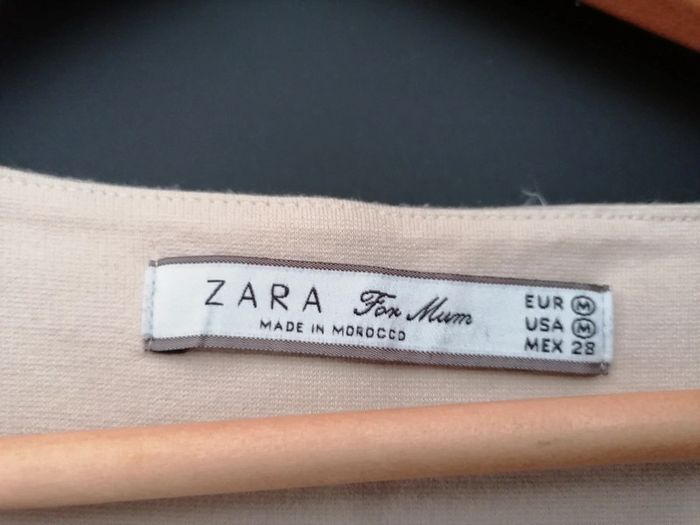 ZARA For Mum
MADE IN MOROCCO
EUR M
USA M
MEX 28